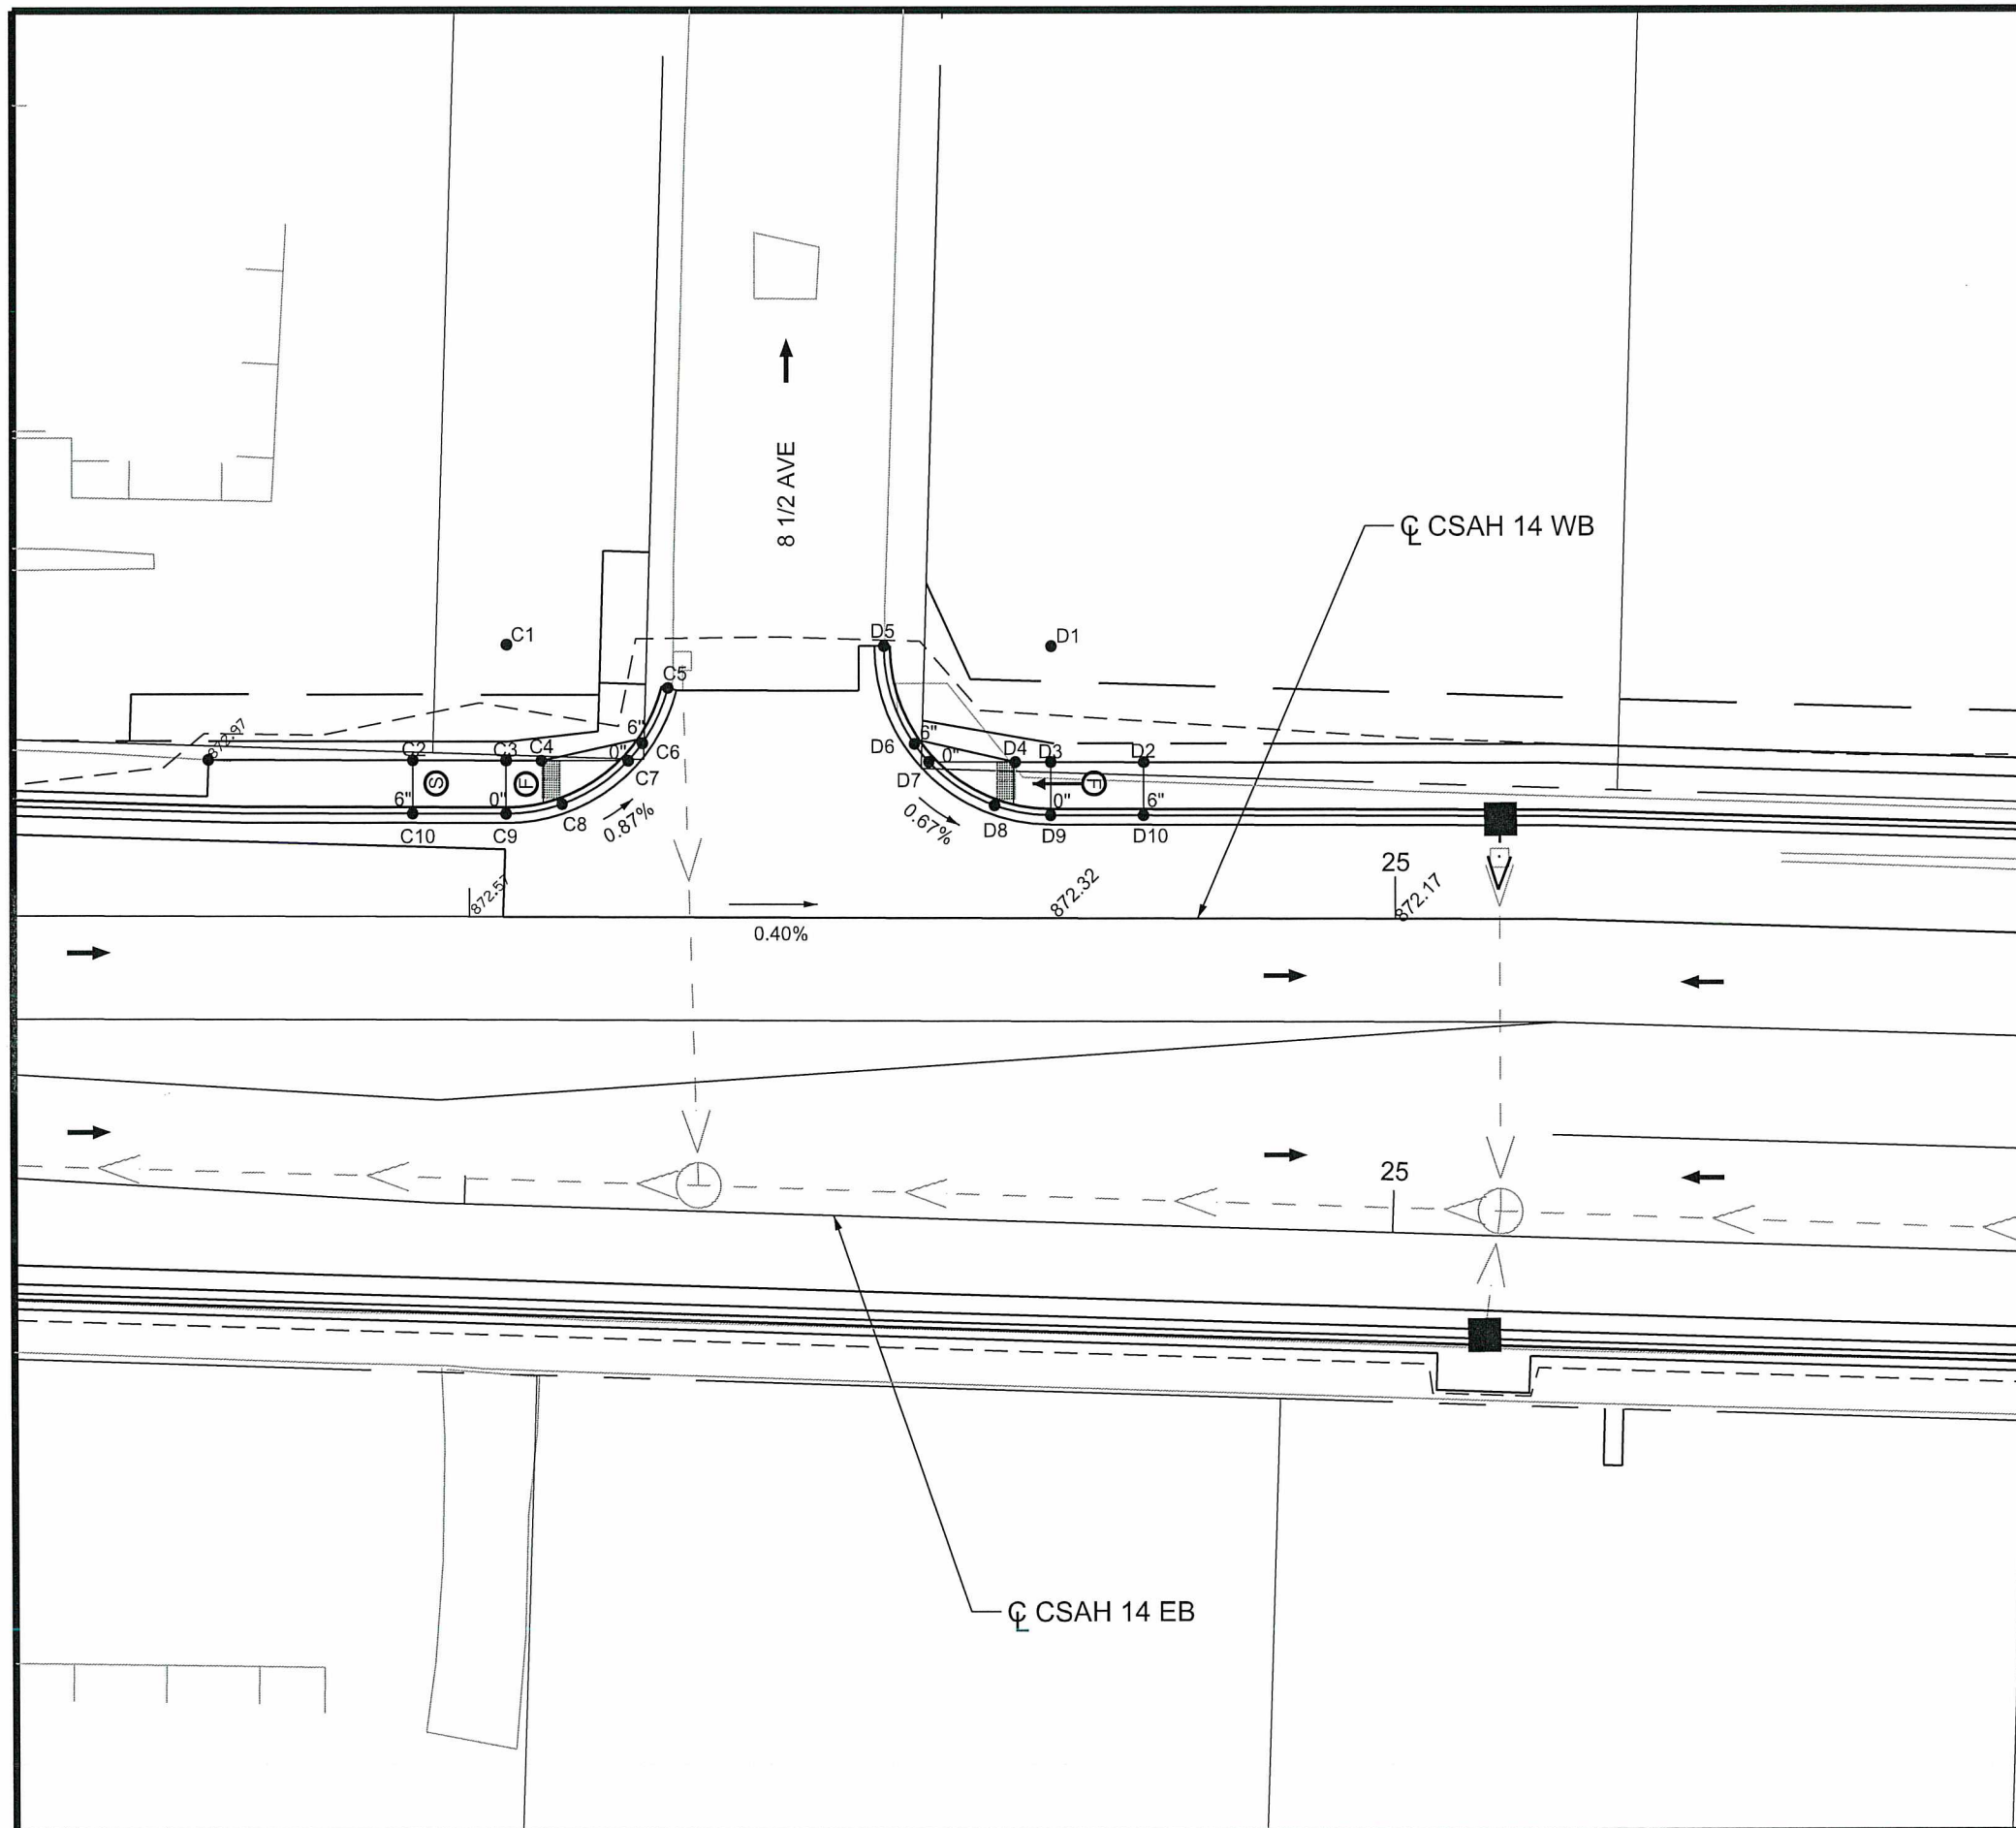 8 1/2 AVE
℄ CSAH 14 WB
C1
D5
D1
C5
872.97
6"
6"
C2
C3
C4
0"
C6
D6
0"
D4
D3
D2
S
F
C7
D7
F
6"
0"
0"
6"
C10
C9
C8
0.87%
0.67%
D8
D9
D10
872.57
872.32
25
872.17
0.40%
25
℄ CSAH 14 EB